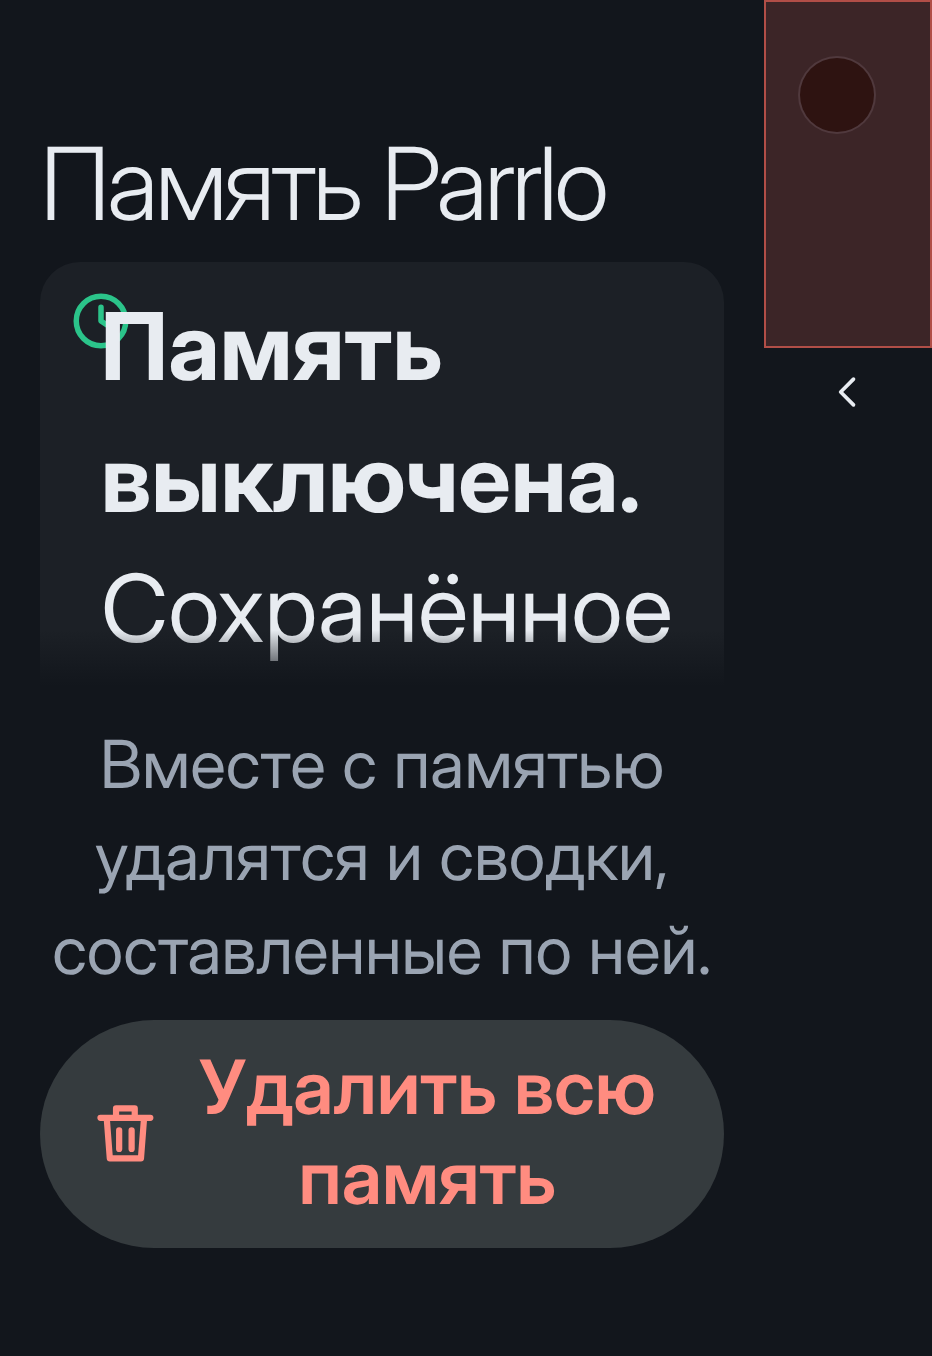 Память Parrlo
Память
выключена.
Сохранённое
Вместе с памятью
удалятся и сводки,
составленные по ней.
Удалить всю
память